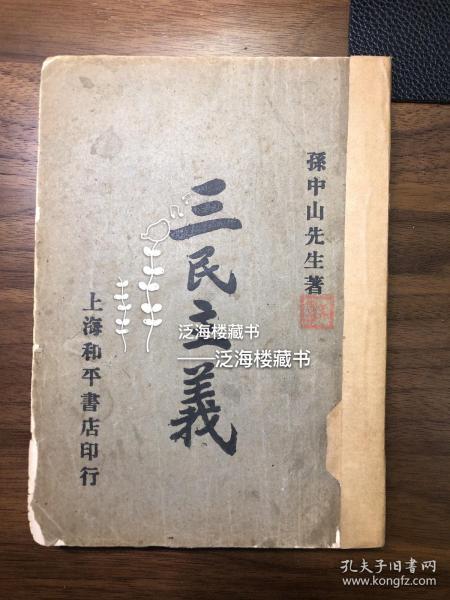 孫中山先生著
三民主義
上海和平書店印行
泛海楼藏书
——泛海楼藏书
孔夫子旧书网
www.kongfz.com